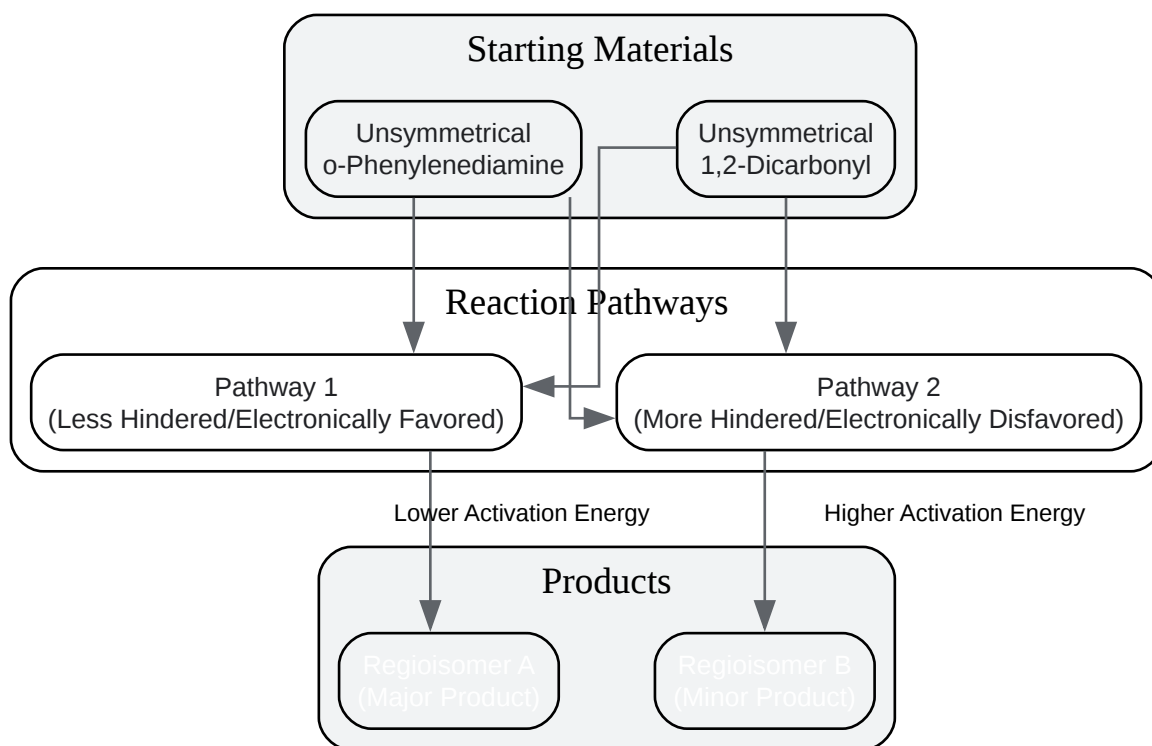 Starting Materials
Unsymmetrical
o-Phenylenediamine
Unsymmetrical
1,2-Dicarbonyl
Reaction Pathways
Pathway 1
(Less Hindered/Electronically Favored)
Pathway 2
(More Hindered/Electronically Disfavored)
Lower Activation Energy
Higher Activation Energy
Products
Regioisomer A
(Major Product)
Regioisomer B
(Minor Product)